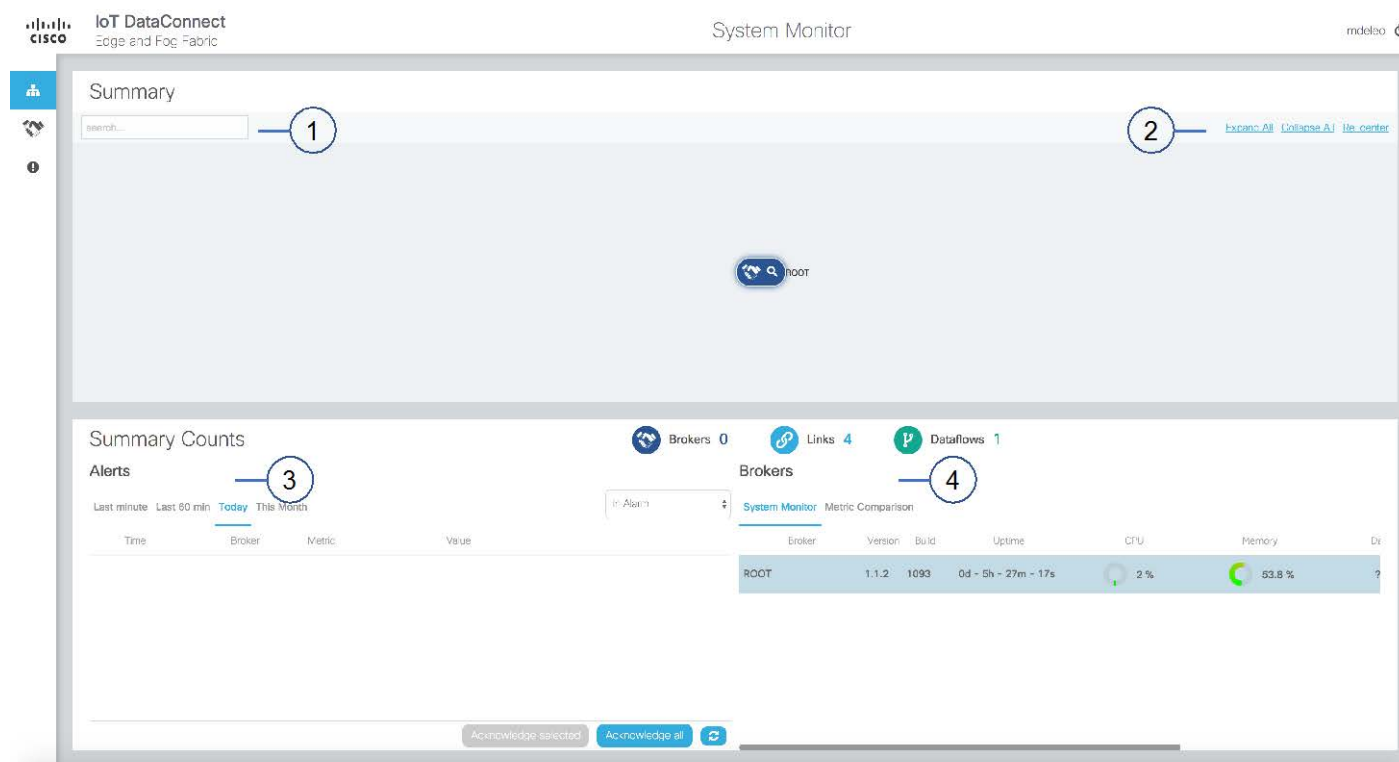 CISCO
IoT DataConnect
Edge and Fog Fabric
System Monitor
mdeleo
Summary
search...
1
2
Expand All Collapse All Re-center
ROOT
Summary Counts
Brokers 0
Links 4
Dataflows 1
Alerts
3
Last minute Last 60 min Today This Month
In Alarm
Time Broker Metric Value
Acknowledge selected Acknowledge all
Brokers
4
System Monitor Metric Comparison
Broker Version Build Uptime CPU Memory
ROOT 1.1.2 1093 0d - 5h - 27m - 17s 2 % 53.8 % ?